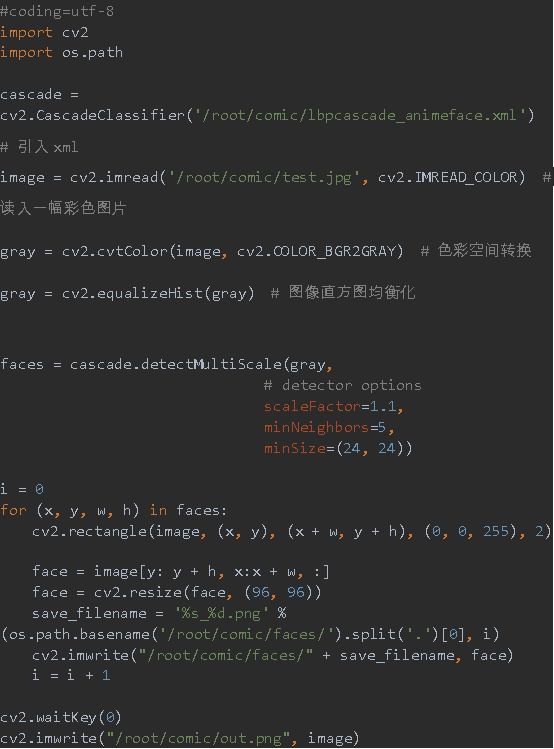 #coding=utf-8
import cv2
import os.path
cascade =
cv2.CascadeClassifier('/root/comic/lbpcascade_animeface.xml')
# 引入xml
image = cv2.imread('/root/comic/test.jpg', cv2.IMREAD_COLOR)  #
读入一幅彩色图片
gray = cv2.cvtColor(image, cv2.COLOR_BGR2GRAY)  # 色彩空间转换
gray = cv2.equalizeHist(gray)  # 图像直方图均衡化
faces = cascade.detectMultiScale(gray,
# detector options
scaleFactor=1.1,
minNeighbors=5,
minSize=(24, 24))
i = 0
for (x, y, w, h) in faces:
cv2.rectangle(image, (x, y), (x + w, y + h), (0, 0, 255), 2)
face = image[y: y + h, x:x + w, :]
face = cv2.resize(face, (96, 96))
save_filename = '%s_%d.png' %
(os.path.basename('/root/comic/faces/').split('.')[0], i)
cv2.imwrite("/root/comic/faces/" + save_filename, face)
i = i + 1
cv2.waitKey(0)
cv2.imwrite("/root/comic/out.png", image)